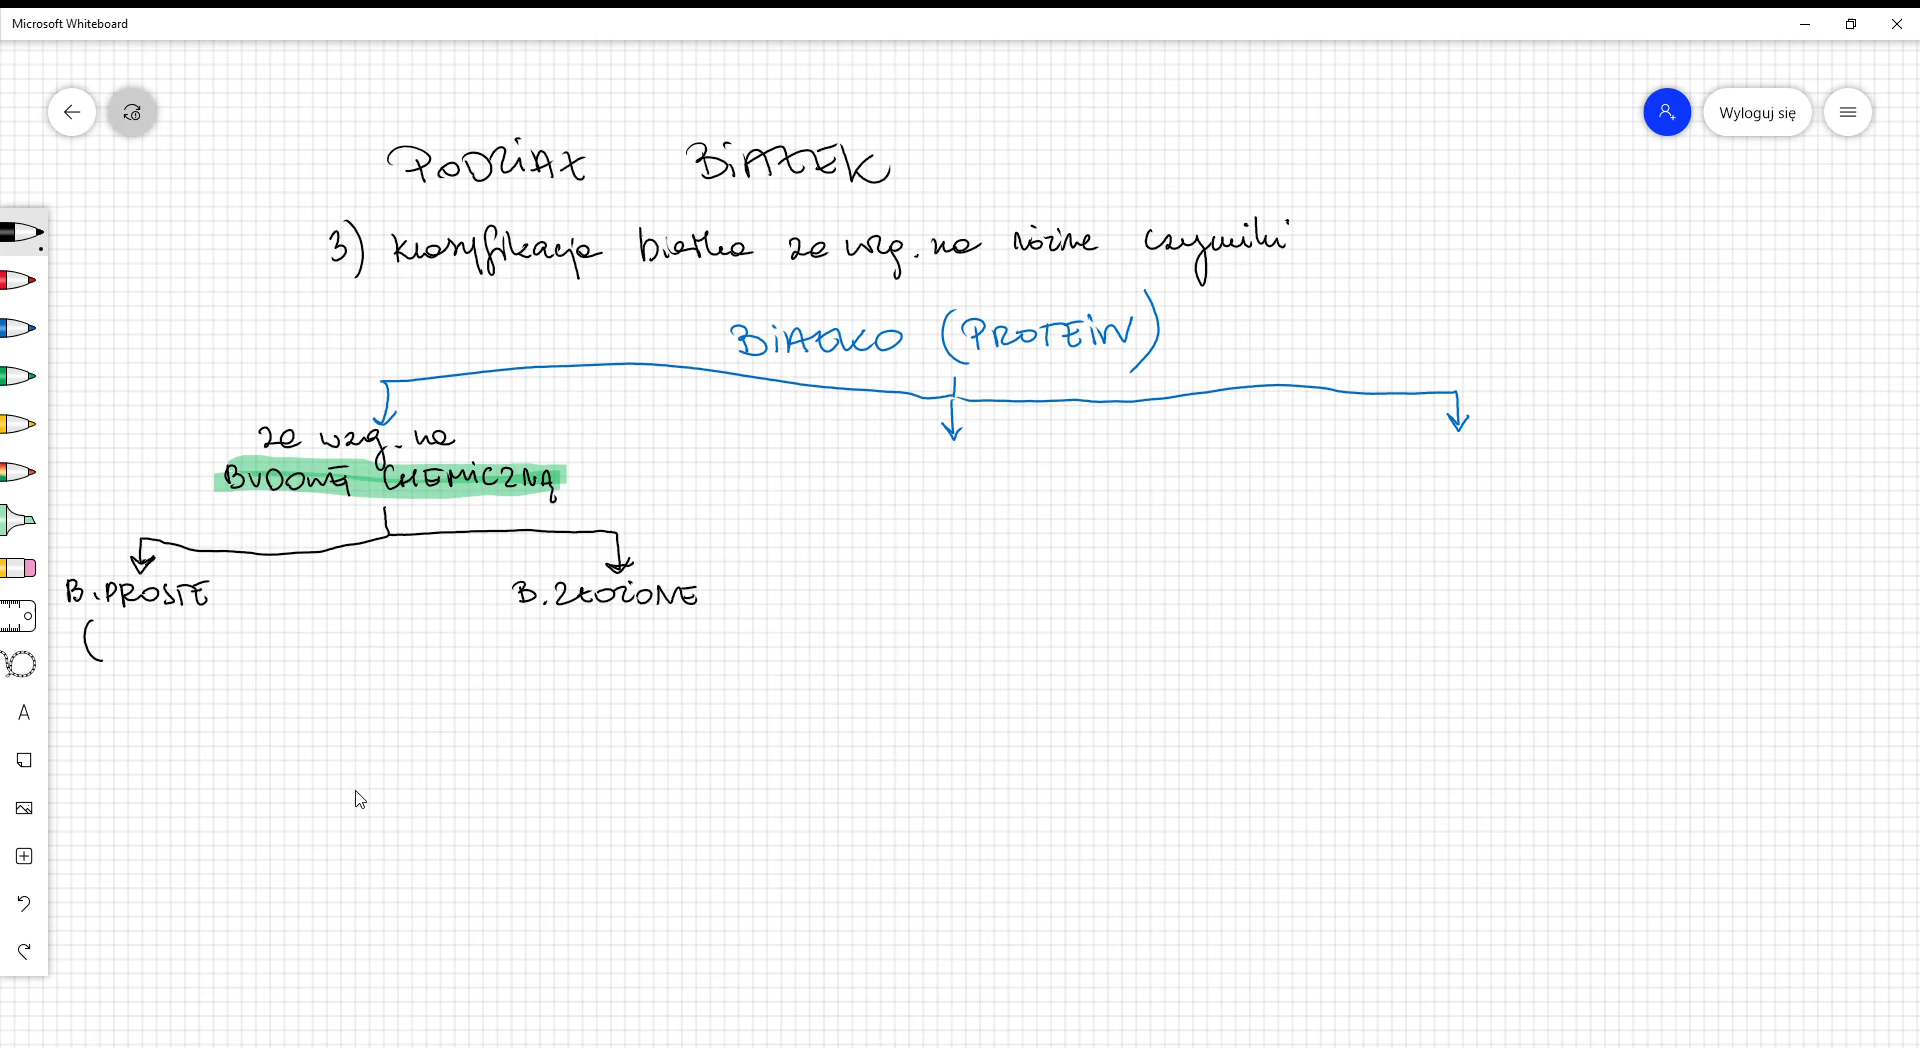 Microsoft Whiteboard
Wyloguj się
PODZIAŁ BIAŁEK
3) klasyfikacja białka ze wzg. na różne czynniki
BIAŁKO (PROTEIN)
ze wzg. na
BUDOWĘ CHEMICZNĄ
B. PROSTE
B. ZŁOŻONE
(
A